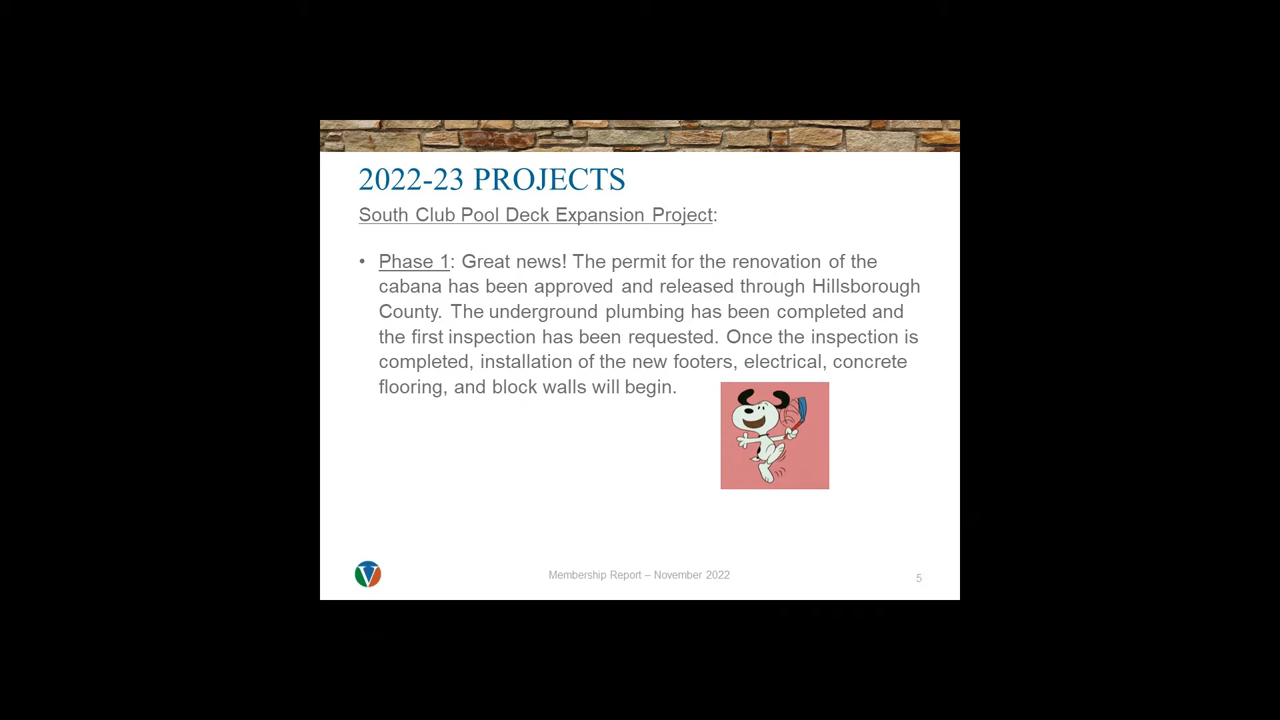 2022-23 PROJECTS
South Club Pool Deck Expansion Project:
• Phase 1: Great news! The permit for the renovation of the
cabana has been approved and released through Hillsborough
County. The underground plumbing has been completed and
the first inspection has been requested. Once the inspection is
completed, installation of the new footers, electrical, concrete
flooring, and block walls will begin.
V
Membership Report – November 2022
5